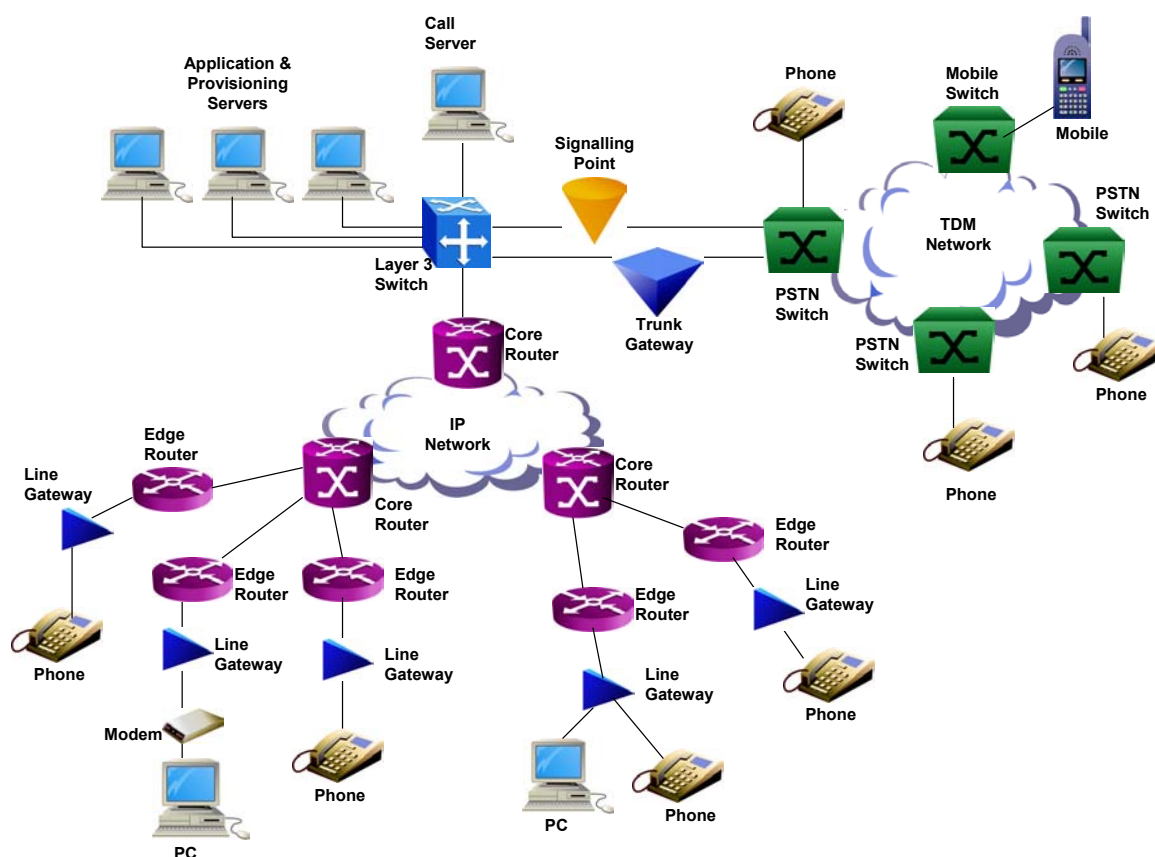 Call
Server
Application &
Provisioning
Servers
Phone
Mobile
Switch
Mobile
Signalling
Point
PSTN
Switch
TDM
Network
Layer 3
Switch
PSTN
Switch
Trunk
Gateway
Core
Router
PSTN
Switch
Phone
Phone
IP
Network
Edge
Router
Line
Gateway
Core
Router
Core
Router
Edge
Router
Edge
Router
Edge
Router
Edge
Router
Line
Gateway
Phone
Line
Gateway
Line
Gateway
Line
Gateway
Phone
Modem
Phone
PC
Phone
PC